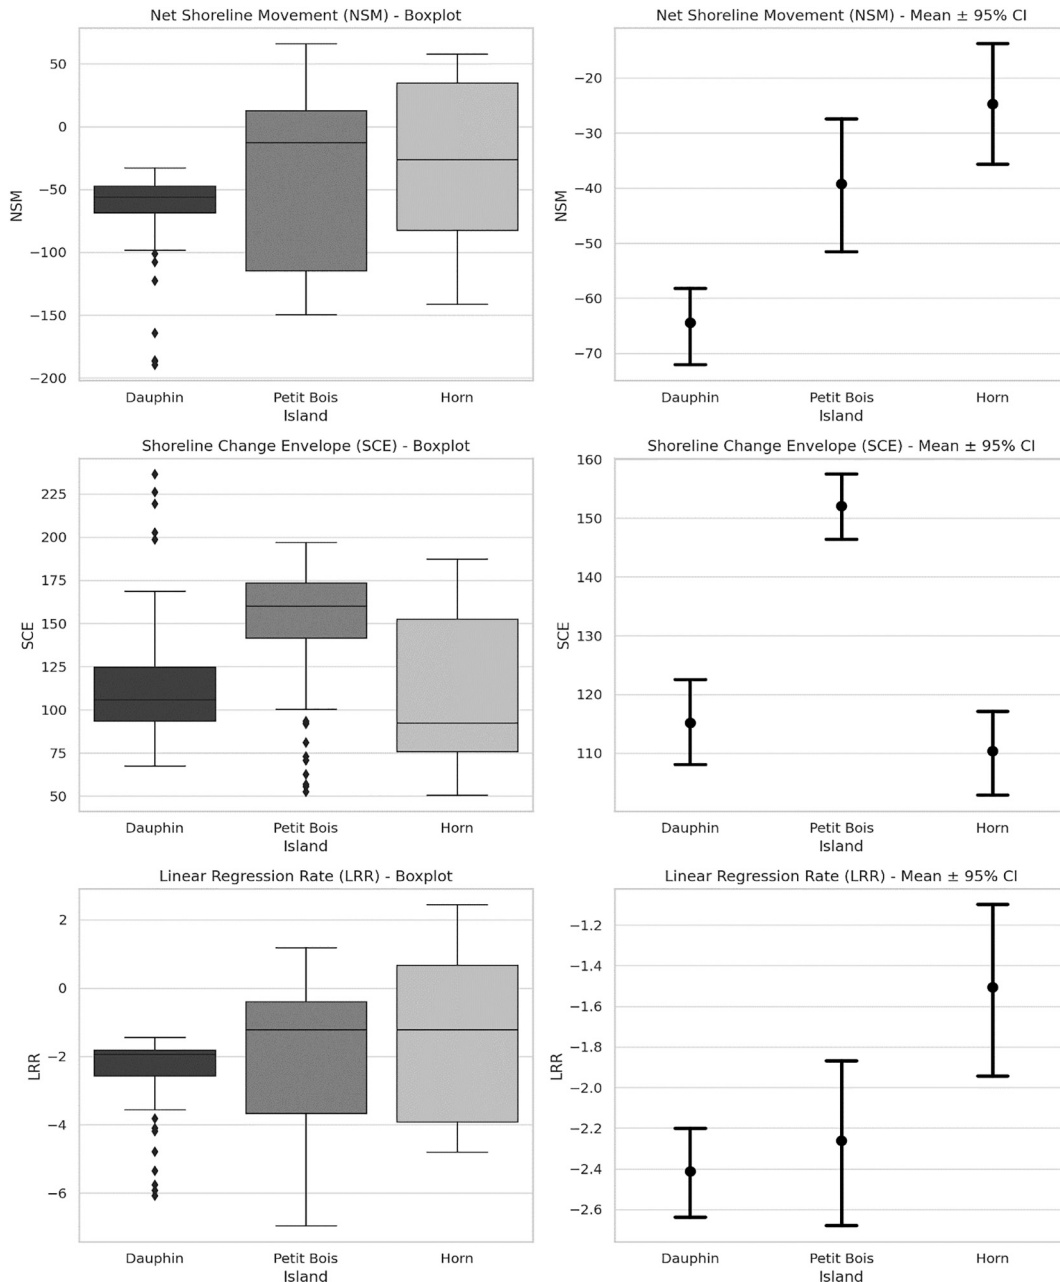 Net Shoreline Movement (NSM) - Boxplot
50
0
−50
−100
−150
−200
NSM
Dauphin Petit Bois Horn
Island
Net Shoreline Movement (NSM) - Mean ± 95% CI
−20
−30
−40
−50
−60
−70
NSM
Dauphin Petit Bois Horn
Island
Shoreline Change Envelope (SCE) - Boxplot
225
200
175
150
125
100
75
50
SCE
Dauphin Petit Bois Horn
Island
Shoreline Change Envelope (SCE) - Mean ± 95% CI
160
150
140
130
120
110
SCE
Dauphin Petit Bois Horn
Island
Linear Regression Rate (LRR) - Boxplot
2
0
−2
−4
−6
LRR
Dauphin Petit Bois Horn
Island
Linear Regression Rate (LRR) - Mean ± 95% CI
−1.2
−1.4
−1.6
−1.8
−2.0
−2.2
−2.4
−2.6
LRR
Dauphin Petit Bois Horn
Island